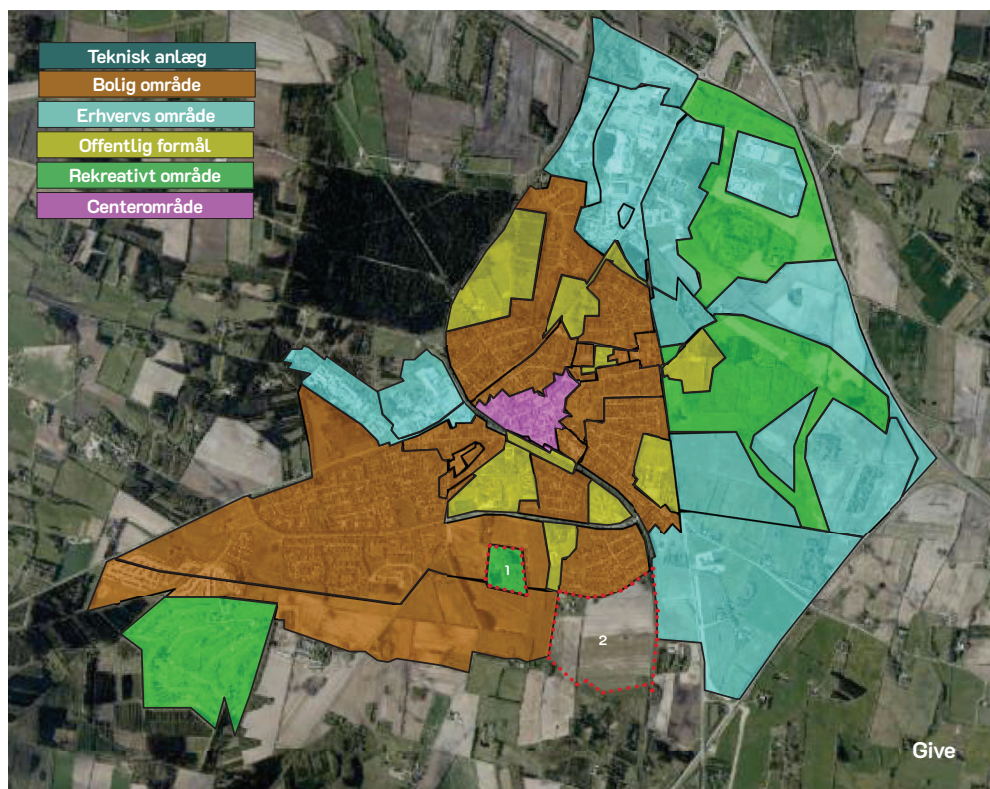 Teknisk anlæg
Bolig område
Erhvervs område
Offentlig formål
Rekreativt område
Centerområde
1
2
Give